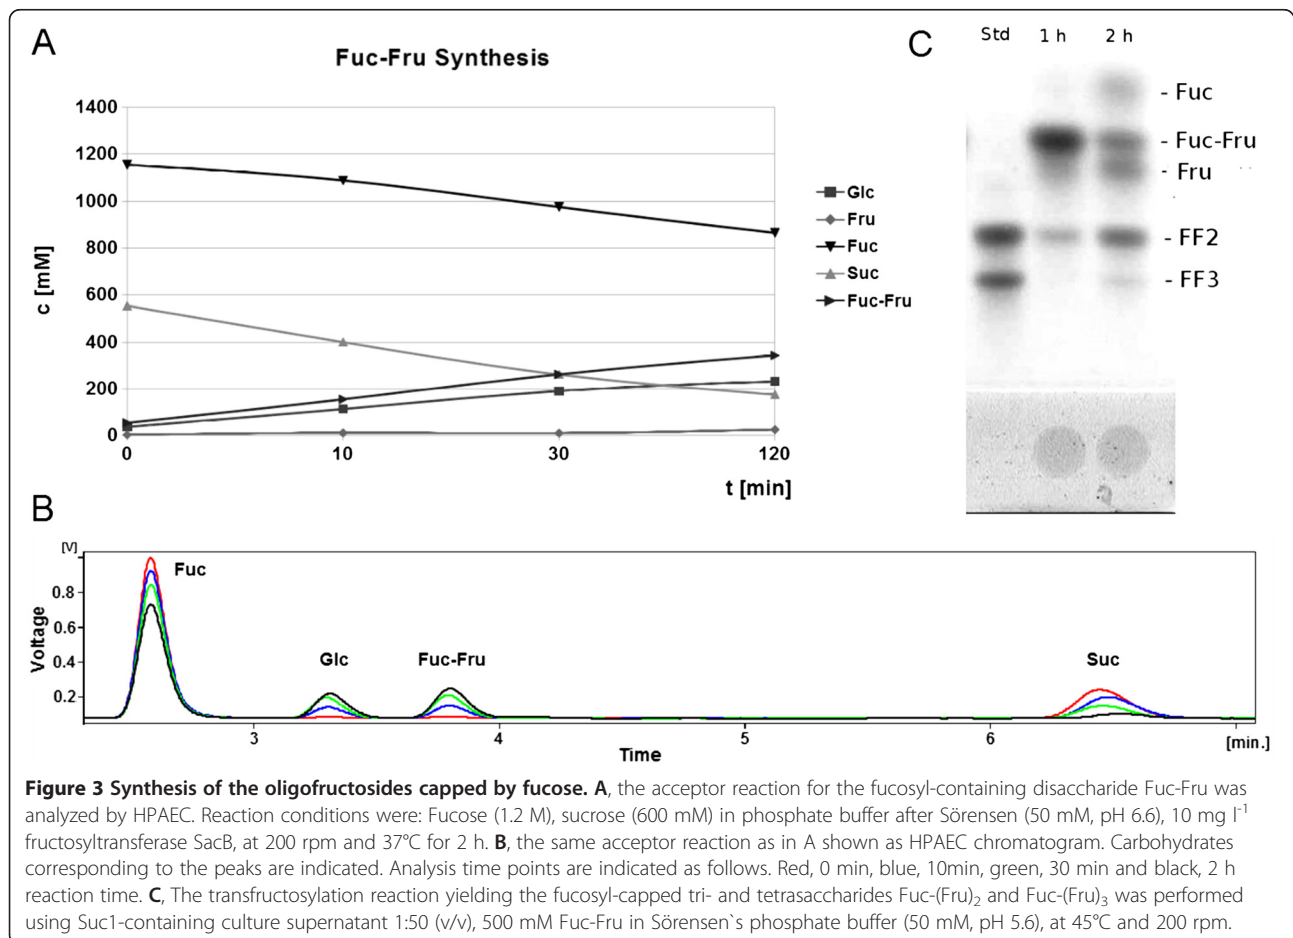 A
Fuc-Fru Synthesis
c [mM]
1400
1200
1000
800
600
400
200
0
0 10 30 120
t [min]
Glc
Fru
Fuc
Suc
Fuc-Fru
C
Std 1 h 2 h
- Fuc
- Fuc-Fru
- Fru
- FF2
- FF3
B
[V]
Voltage
0.8
0.6
0.4
0.2
Fuc
Glc
Fuc-Fru
Suc
3 4 5 6 [min.]
Time
Figure 3 Synthesis of the oligofructosides capped by fucose. A, the acceptor reaction for the fucosyl-containing disaccharide Fuc-Fru was
analyzed by HPAEC. Reaction conditions were: Fucose (1.2 M), sucrose (600 mM) in phosphate buffer after Sörensen (50 mM, pH 6.6), 10 mg l⁻¹
fructosyltransferase SacB, at 200 rpm and 37°C for 2 h. B, the same acceptor reaction as in A shown as HPAEC chromatogram. Carbohydrates
corresponding to the peaks are indicated. Analysis time points are indicated as follows. Red, 0 min, blue, 10min, green, 30 min and black, 2 h
reaction time. C, The transfructosylation reaction yielding the fucosyl-capped tri- and tetrasaccharides Fuc-(Fru)₂ and Fuc-(Fru)₃ was performed
using Suc1-containing culture supernatant 1:50 (v/v), 500 mM Fuc-Fru in Sörensen`s phosphate buffer (50 mM, pH 5.6), at 45°C and 200 rpm.